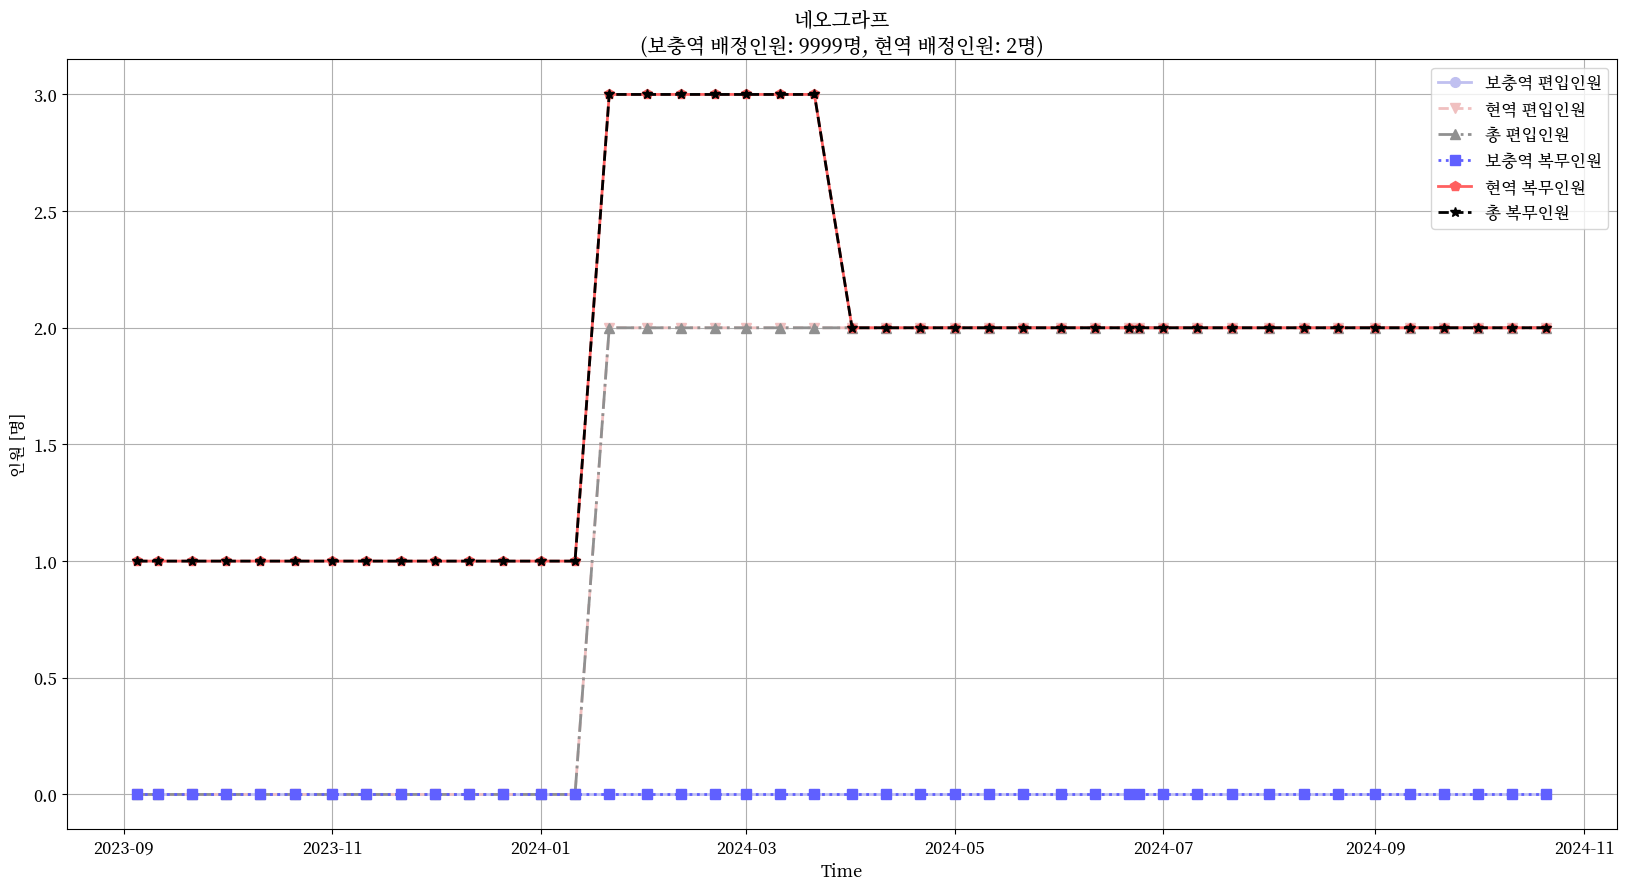 네오그라프
(보충역 배정인원: 9999명, 현역 배정인원: 2명)
보충역 편입인원
현역 편입인원
총 편입인원
보충역 복무인원
현역 복무인원
총 복무인원
인원 [명]
3.0
2.5
2.0
1.5
1.0
0.5
0.0
2023-09
2023-11
2024-01
2024-03
2024-05
2024-07
2024-09
2024-11
Time